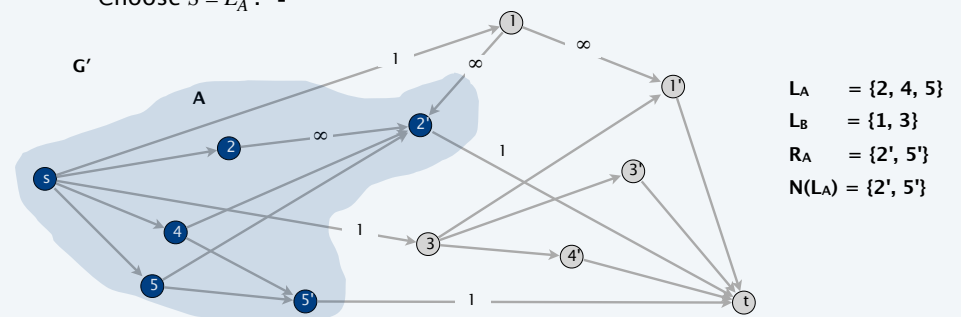 Choose S = L_A.
1
∞
1
∞
G′
1'
A
L_A = {2, 4, 5}
L_B = {1, 3}
2'
R_A = {2', 5'}
2
∞
1
3'
s
N(L_A) = {2', 5'}
4
1
3
4'
5
5'
1
t